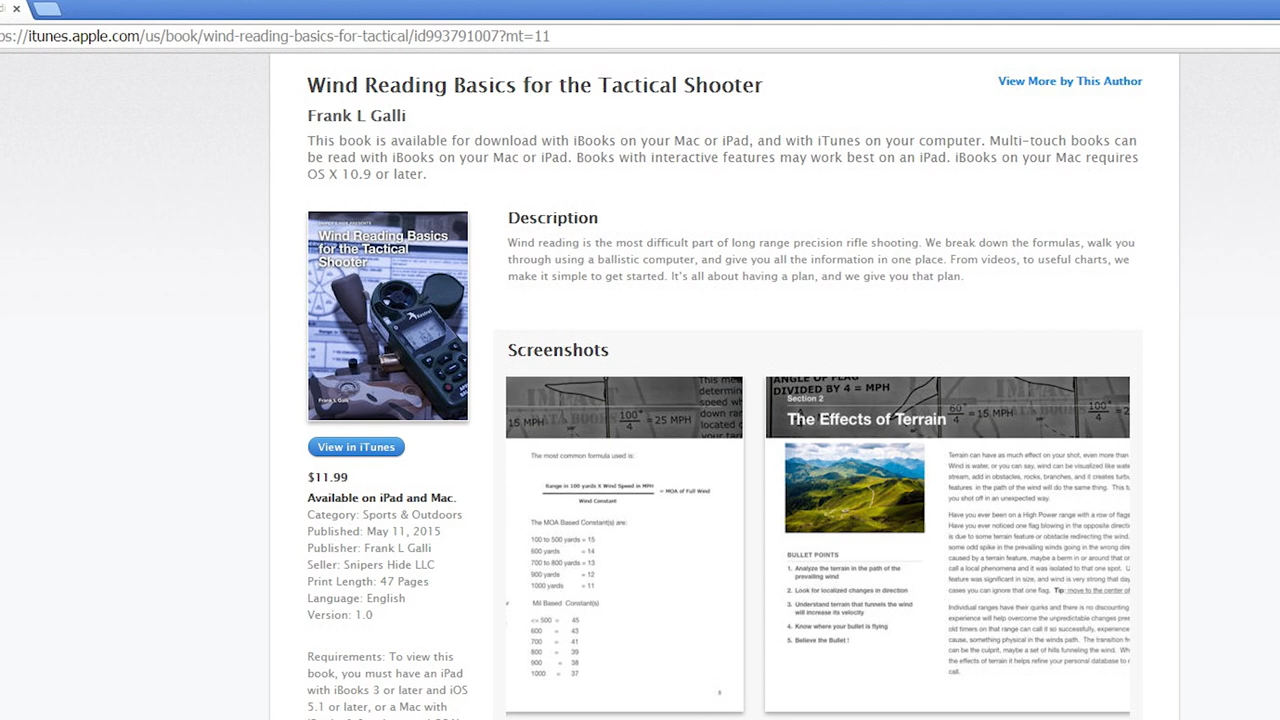 ps://itunes.apple.com/us/book/wind-reading-basics-for-tactical/id993791007?mt=11
Wind Reading Basics for the Tactical Shooter
View More by This Author
Frank L Galli
This book is available for download with iBooks on your Mac or iPad, and with iTunes on your computer. Multi-touch books can
be read with iBooks on your Mac or iPad. Books with interactive features may work best on an iPad. iBooks on your Mac requires
OS X 10.9 or later.
Wind Reading Basics
for the Tactical
Shooter
Kestrel
Frank L Galli
View in iTunes
$11.99
Available on iPad and Mac.
Category: Sports & Outdoors
Published: May 11, 2015
Publisher: Frank L Galli
Seller: Snipers Hide LLC
Print Length: 47 Pages
Language: English
Version: 1.0
Requirements: To view this
book, you must have an iPad
with iBooks 3 or later and iOS
5.1 or later, or a Mac with
Description
Wind reading is the most difficult part of long range precision rifle shooting. We break down the formulas, walk you
through using a ballistic computer, and give you all the information in one place. From videos, to useful charts, we
make it simple to get started. It's all about having a plan, and we give you that plan.
Screenshots
15 MPH
100°
4
=25 MPH
This me
determin
speed w
down ran
located
The most common formula used is:
Range in 100 yards X Wind Speed in MPH
= MOA of Full Wind
Wind Constant
The MOA Based Constant(s) are:
100 to 500 yards = 15
600 yards = 14
700 to 800 yards = 13
900 yards = 12
1000 yards = 11
Mil Based Constant(s)
<= 500 = 45
600 = 43
700 = 41
800 = 39
900 = 38
1000 = 37
8
ANGLE OF FLAG
DIVIDED BY 4 = MPH
Section 2
The Effects of Terrain
60°
4
=15 MPH
100°
4
BULLET POINTS
1. Analyze the terrain in the path of the
prevailing wind
2. Look for localized changes in direction
3. Understand terrain that tunnels the wind
will increase its velocity
4. Know where your bullet is flying
5. Believe the Bullet !
Terrain can have as much effect on your shot, even more than
Wind is water, or you can say, wind can be visualized like wate
stream, add in obstacles, rocks, branches, and it creates turbu
features in the path of the wind will do the same thing. This t
you shot off in an unexpected way.
Have you ever been on a High Power range with a row of flags
Have you ever noticed one flag blowing in the opposite directi
is due to some terrain feature or obstacle redirecting the wind.
some odd spike in the prevailing winds going in the wrong dire
caused by a terrain feature, maybe a berm in or around that or
call a local phenomena and it was isolated to that one spot. U
feature was significant in size, and wind is very strong that day
cases you can ignore that one flag. Tip: move to the center of
Individual ranges have their quirks and there is no discounting
experience will help overcome the unpredictable changes pres
old timers on that range can call it so successfully, experience
cause, something physical in the winds path. The transition fr
can be the culprit, maybe a set of hills funneling the wind. Wh
the effects of terrain it helps refine your personal database to r
call.